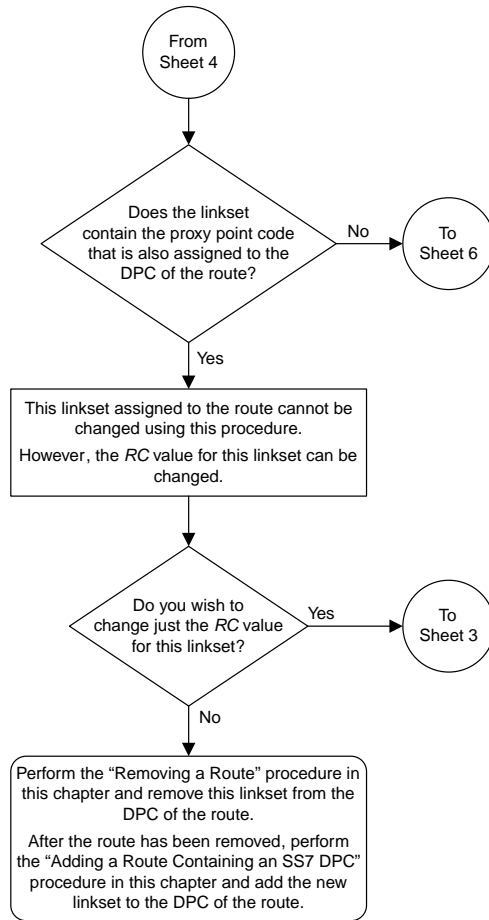 From
Sheet 4
Does the linkset
contain the proxy point code
that is also assigned to the
DPC of the route?
No
To
Sheet 6
Yes
This linkset assigned to the route cannot be
changed using this procedure.
However, the RC value for this linkset can be
changed.
Do you wish to
change just the RC value
for this linkset?
Yes
To
Sheet 3
No
Perform the “Removing a Route” procedure in
this chapter and remove this linkset from the
DPC of the route.
After the route has been removed, perform
the “Adding a Route Containing an SS7 DPC”
procedure in this chapter and add the new
linkset to the DPC of the route.